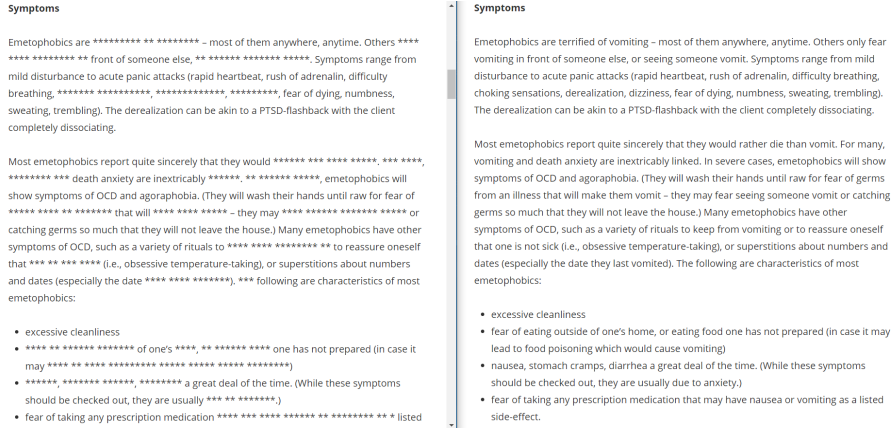 Symptoms
Emetophobics are ********* ** ******** – most of them anywhere, anytime. Others ****
**** ******** ** front of someone else, ** ****** ******* *****. Symptoms range from
mild disturbance to acute panic attacks (rapid heartbeat, rush of adrenalin, difficulty
breathing, ******* **********, *************, *********, fear of dying, numbness,
sweating, trembling). The derealization can be akin to a PTSD-flashback with the client
completely dissociating.
Most emetophobics report quite sincerely that they would ****** *** **** *****. *** ****,
******** *** death anxiety are inextricably ******. ** ****** *****, emetophobics will
show symptoms of OCD and agoraphobia. (They will wash their hands until raw for fear of
***** **** ** ******* that will **** **** ***** – they may **** ****** ******* ***** or
catching germs so much that they will not leave the house.) Many emetophobics have other
symptoms of OCD, such as a variety of rituals to **** **** ******** ** to reassure oneself
that *** ** *** **** (i.e., obsessive temperature-taking), or superstitions about numbers
and dates (especially the date **** **** *******). *** following are characteristics of most
emetophobics:
• excessive cleanliness
• **** ** ****** ******* of one's ****, ** ****** **** one has not prepared (in case it
may **** ** **** ********* ***** ***** ***** ********)
• ******, ******* ******, ******** a great deal of the time. (While these symptoms
should be checked out, they are usually *** ** *******.)
• fear of taking any prescription medication **** *** **** ****** ** ******** ** * listed
Symptoms
Emetophobics are terrified of vomiting – most of them anywhere, anytime. Others only fear
vomiting in front of someone else, or seeing someone vomit. Symptoms range from mild
disturbance to acute panic attacks (rapid heartbeat, rush of adrenalin, difficulty breathing,
choking sensations, derealization, dizziness, fear of dying, numbness, sweating, trembling).
The derealization can be akin to a PTSD-flashback with the client completely dissociating.
Most emetophobics report quite sincerely that they would rather die than vomit. For many,
vomiting and death anxiety are inextricably linked. In severe cases, emetophobics will show
symptoms of OCD and agoraphobia. (They will wash their hands until raw for fear of germs
from an illness that will make them vomit – they may fear seeing someone vomit or catching
germs so much that they will not leave the house.) Many emetophobics have other
symptoms of OCD, such as a variety of rituals to keep from vomiting or to reassure oneself
that one is not sick (i.e., obsessive temperature-taking), or superstitions about numbers and
dates (especially the date they last vomited). The following are characteristics of most
emetophobics:
• excessive cleanliness
• fear of eating outside of one's home, or eating food one has not prepared (in case it may
lead to food poisoning which would cause vomiting)
• nausea, stomach cramps, diarrhea a great deal of the time. (While these symptoms
should be checked out, they are usually due to anxiety.)
• fear of taking any prescription medication that may have nausea or vomiting as a listed
side-effect.